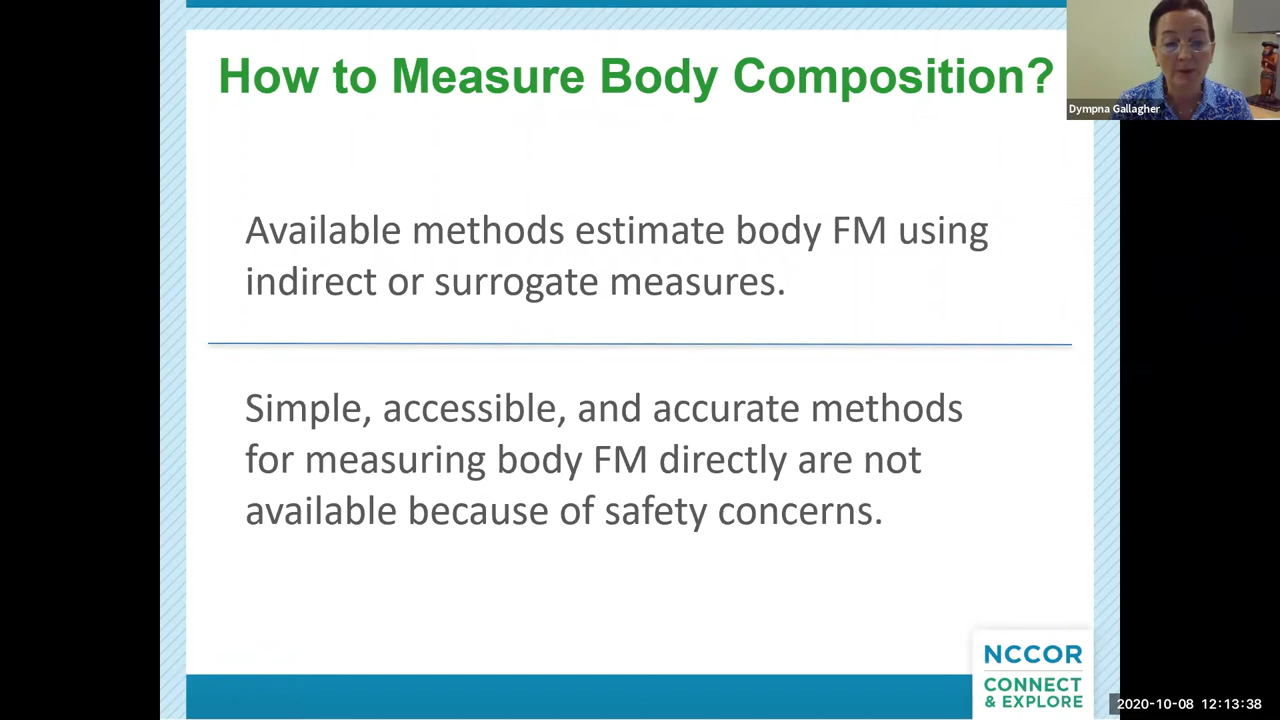 How to Measure Body Composition?
Dympna Gallagher
Available methods estimate body FM using
indirect or surrogate measures.
Simple, accessible, and accurate methods
for measuring body FM directly are not
available because of safety concerns.
NCCOR
CONNECT
& EXPLORE
2020-10-08 12:13:38